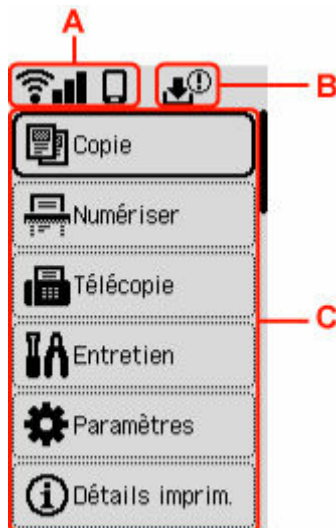 A
B
Copie
Numériser
Télécopie
C
Entretien
Paramètres
Détails imprim.